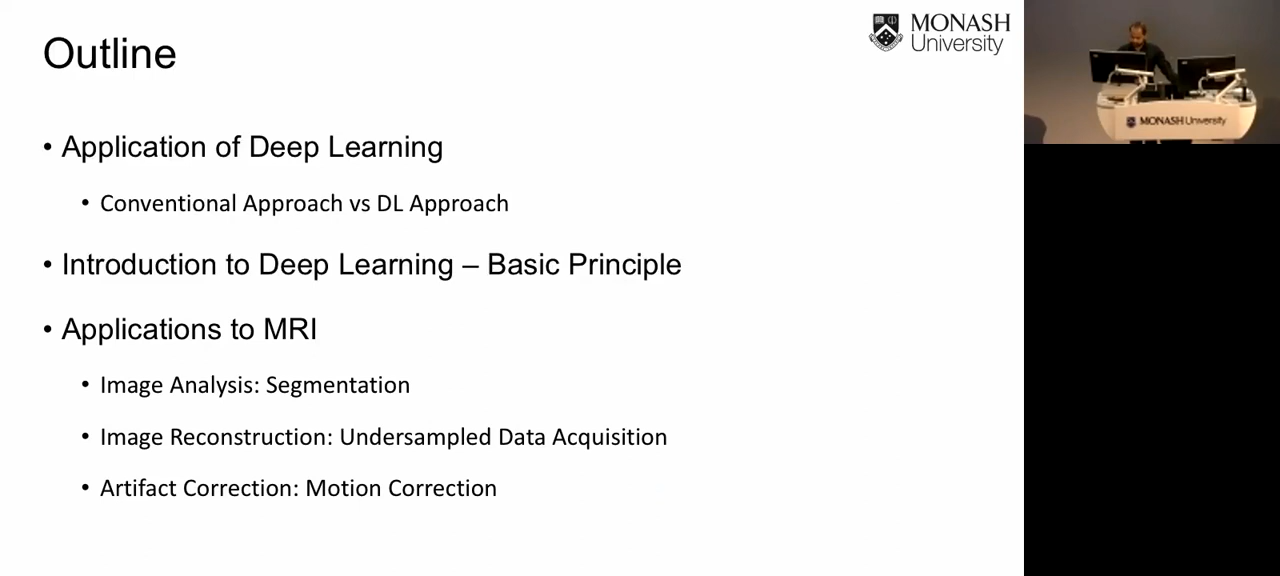 Outline
MONASH
University
• Application of Deep Learning
• Conventional Approach vs DL Approach
• Introduction to Deep Learning – Basic Principle
• Applications to MRI
• Image Analysis: Segmentation
• Image Reconstruction: Undersampled Data Acquisition
• Artifact Correction: Motion Correction
MONASH University